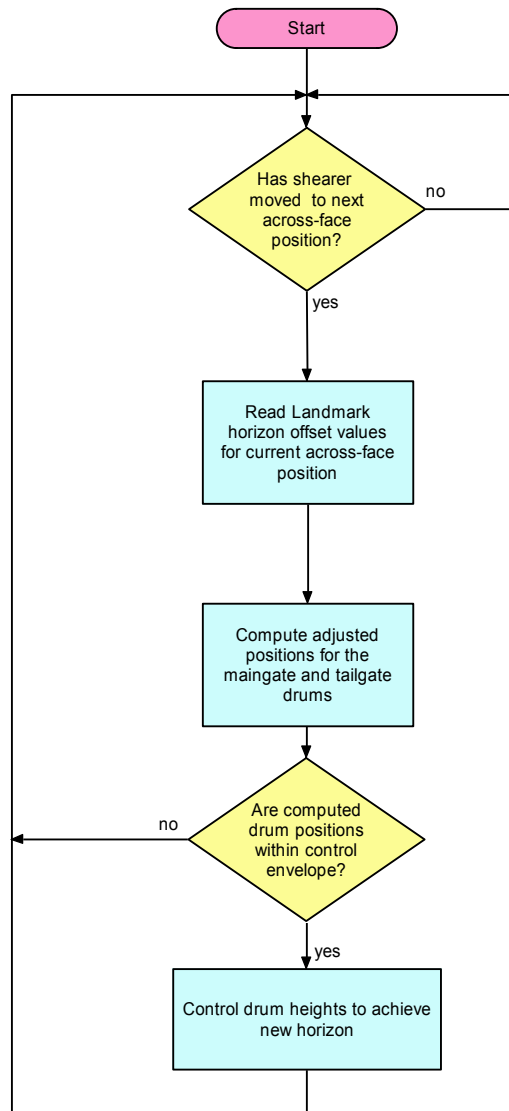 Start
Has shearer
moved  to next
across-face
position?
no
yes
Read Landmark
horizon offset values
for current across-face
position
Compute adjusted
positions for the
maingate and tailgate
drums
Are computed
drum positions
within control
envelope?
no
yes
Control drum heights to achieve
new horizon